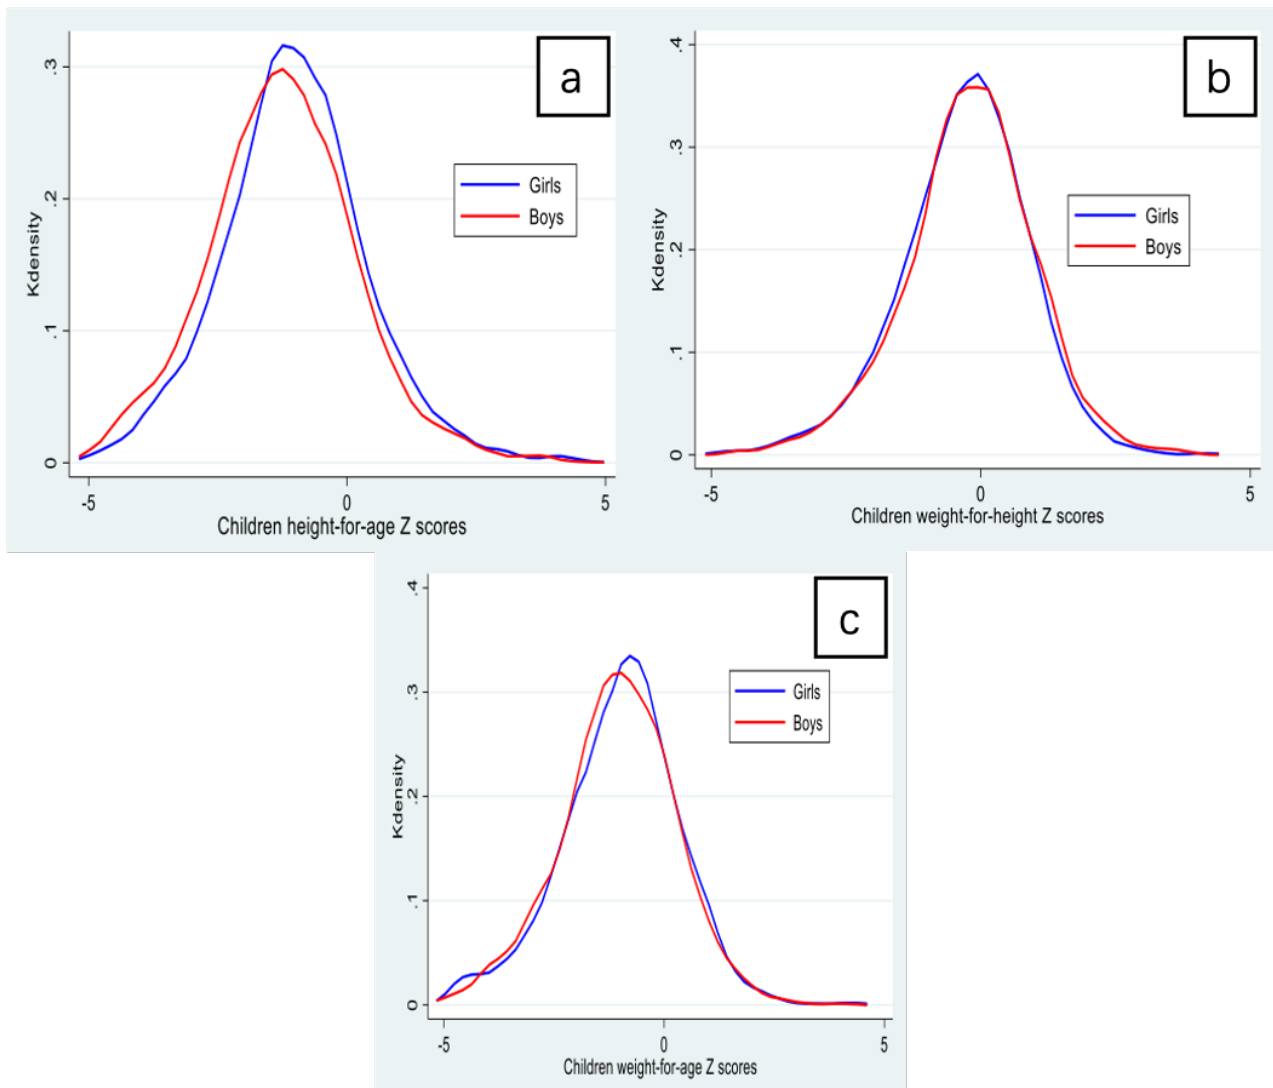 a
.3
.2
.1
0
Kdensity
Girls
Boys
-5
0
5
Children height-for-age Z scores
b
.4
.3
.2
.1
0
Kdensity
Girls
Boys
-5
0
5
Children weight-for-height Z scores
c
.4
.3
.2
.1
0
Kdensity
Girls
Boys
-5
0
5
Children weight-for-age Z scores